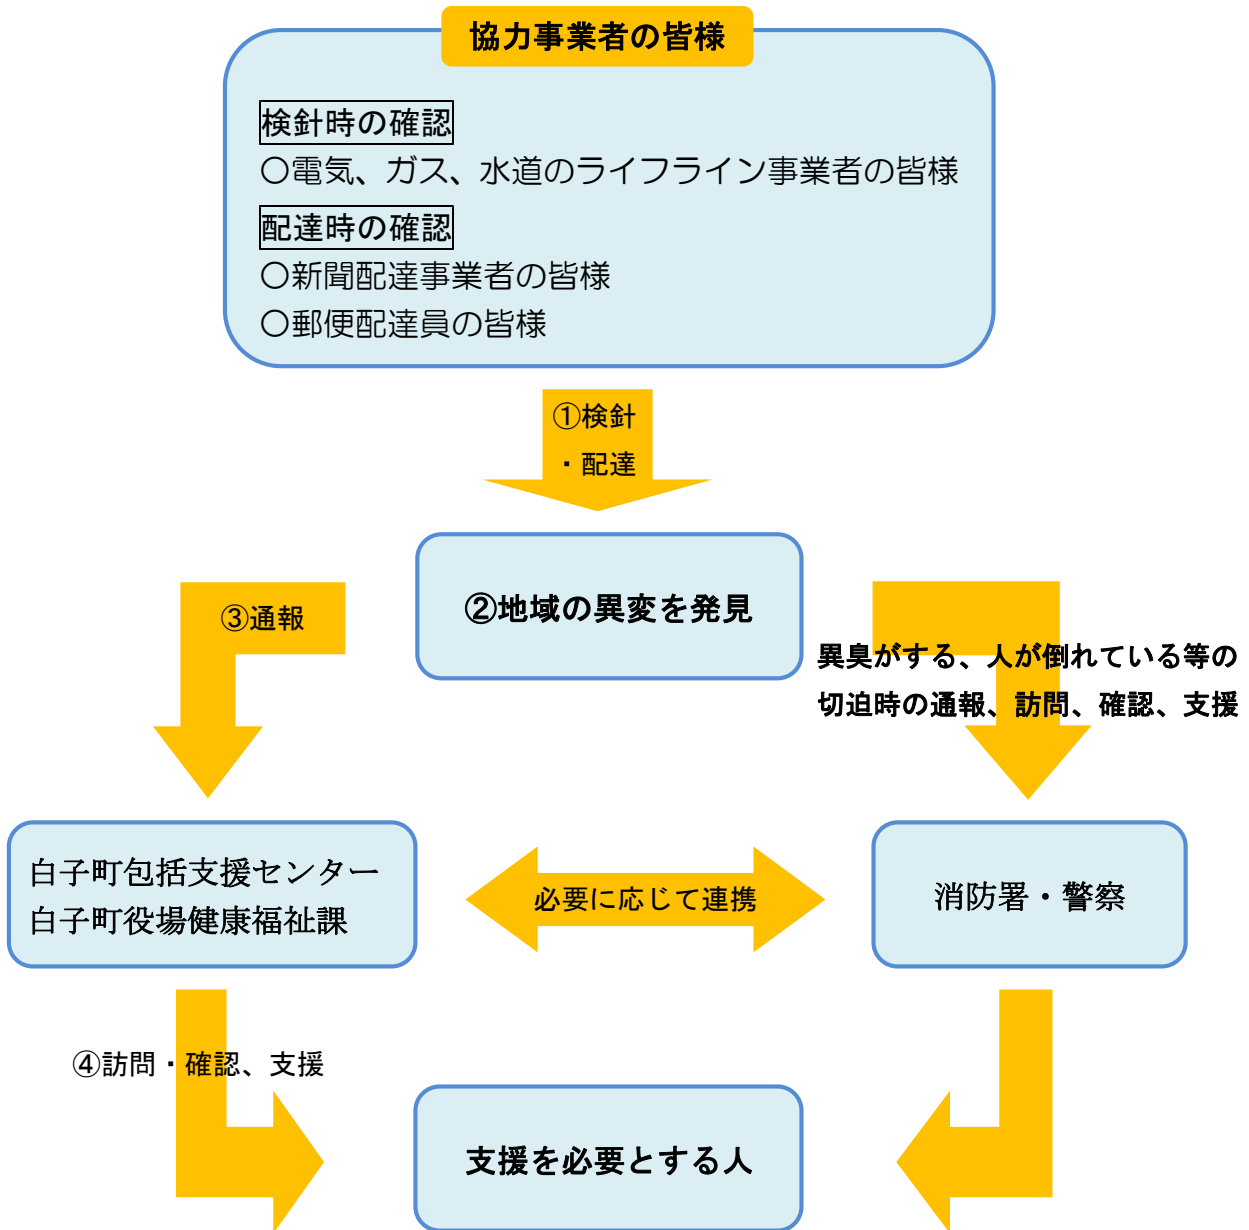 協力事業者の皆様
検針時の確認
○電気、ガス、水道のライフライン事業者の皆様
配達時の確認
○新聞配達事業者の皆様
○郵便配達員の皆様
①検針
・配達
②地域の異変を発見
③通報
異臭がする、人が倒れている等の
切迫時の通報、訪問、確認、支援
白子町包括支援センター
白子町役場健康福祉課
必要に応じて連携
消防署・警察
④訪問・確認、支援
支援を必要とする人